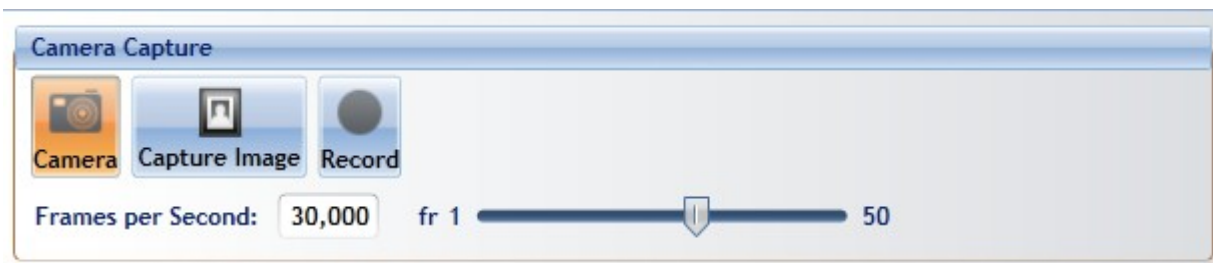 Camera Capture
Camera Capture Image Record
Frames per Second: 30,000 fr 1 50